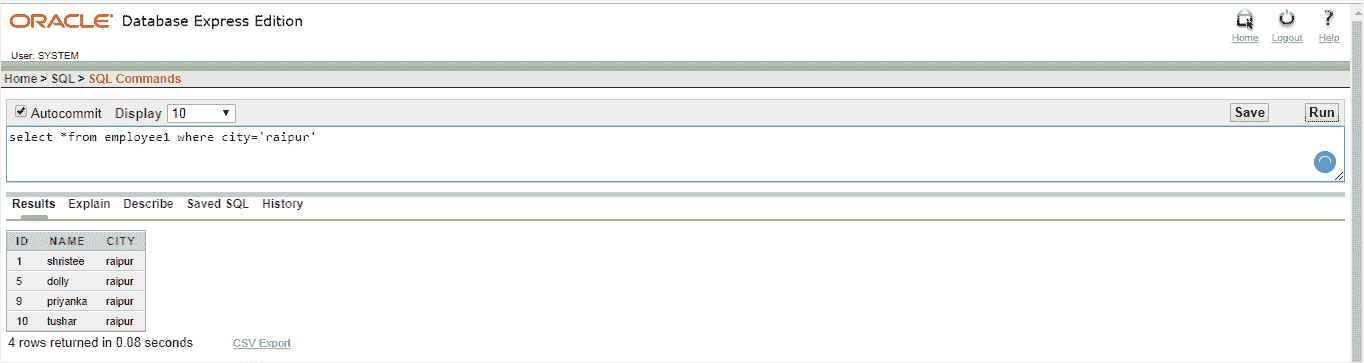 ORACLE® Database Express Edition
Home Logout Help
User: SYSTEM
Home > SQL > SQL Commands
Autocommit Display 10 Save Run
select *from employee1 where city='raipur'
Results Explain Describe Saved SQL History
ID NAME CITY
1 shristee raipur
5 dolly raipur
9 priyanka raipur
10 tushar raipur
4 rows returned in 0.08 seconds CSV Export